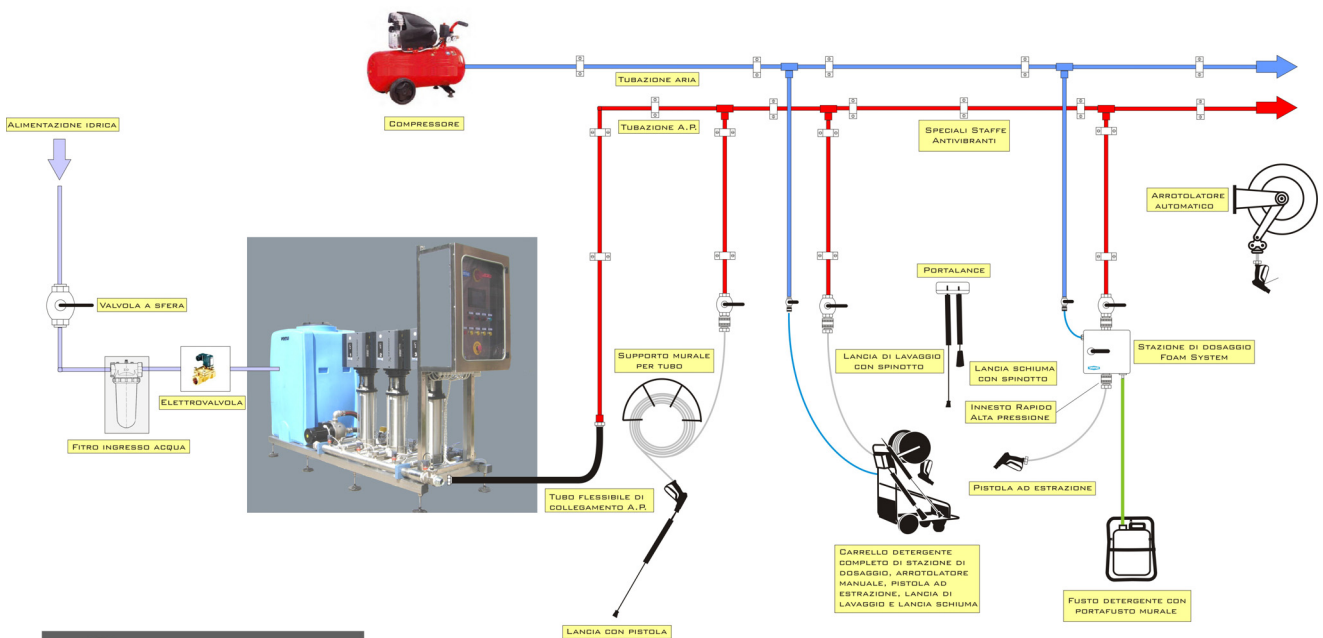 COMPRESSORE
TUBAZIONE ARIA
TUBAZIONE A.P.
SPECIALI STAFFE
ANTIVIBRANTI
ALIMENTAZIONE IDRICA
ARROTOLATORE
AUTOMATICO
VALVOLA A SFERA
PORTALANCE
STAZIONE DI DOSAGGIO
FOAM SYSTEM
SUPPORTO MURALE
PER TUBO
LANCIA DI LAVAGGIO
CON SPINOTTO
LANCIA SCHIUMA
CON SPINOTTO
ELETTROVALVOLA
INNESTO RAPIDO
ALTA PRESSIONE
FITRO INGRESSO ACQUA
PISTOLA AD ESTRAZIONE
TUBO FLESSIBILE DI
COLLEGAMENTO A.P.
CARRELLO DETERGENTE
COMPLETO DI STAZIONE DI
DOSAGGIO, ARROTOLATORE
MANUALE, PISTOLA AD
ESTRAZIONE, LANCIA DI
LAVAGGIO E LANCIA SCHIUMA
FUSTO DETERGENTE CON
PORTAFUSTO MURALE
LANCIA CON PISTOLA